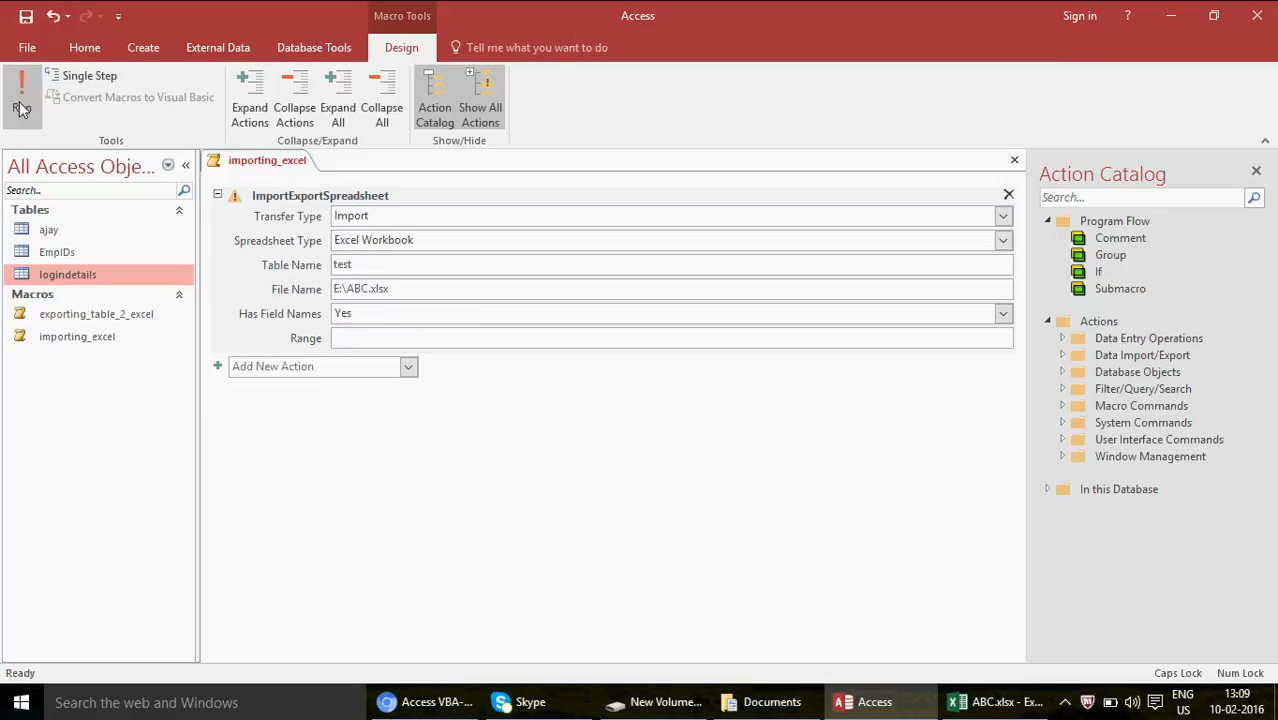 Macro Tools
Access
Sign in
?
File
Home
Create
External Data
Database Tools
Design
Tell me what you want to do
Single Step
Convert Macros to Visual Basic
Tools
Expand Actions
Collapse Actions
Expand All
Collapse All
Collapse/Expand
Action Catalog
Show All Actions
Show/Hide
All Access Obje...
Search..
Tables
ajay
EmpIDs
logindetails
Macros
exporting_table_2_excel
importing_excel
importing_excel
ImportExportSpreadsheet
Transfer Type Import
Spreadsheet Type Excel Workbook
Table Name test
File Name E:\ABC.xlsx
Has Field Names Yes
Range
Add New Action
Action Catalog
Search...
Program Flow
Comment
Group
If
Submacro
Actions
Data Entry Operations
Data Import/Export
Database Objects
Filter/Query/Search
Macro Commands
System Commands
User Interface Commands
Window Management
In this Database
Ready
Caps Lock
Num Lock
Search the web and Windows
Access VBA-...
Skype
New Volume...
Documents
Access
ABC.xlsx - Exc...
ENG
US
13:09
10-02-2016